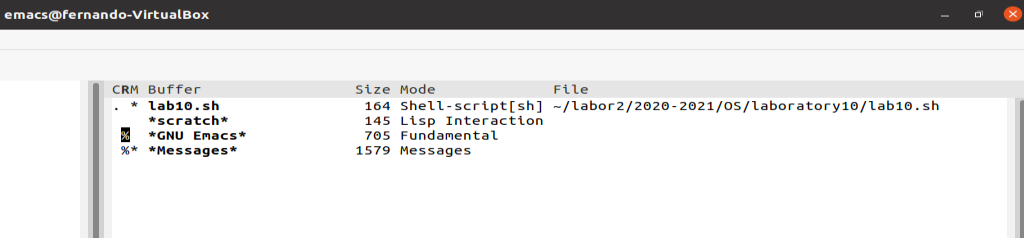 emacs@fernando-VirtualBox
CRM Buffer Size Mode File
. * lab10.sh 164 Shell-script[sh] ~/labor2/2020-2021/OS/laboratory10/lab10.sh
*scratch* 145 Lisp Interaction
% *GNU Emacs* 705 Fundamental
%* *Messages* 1579 Messages